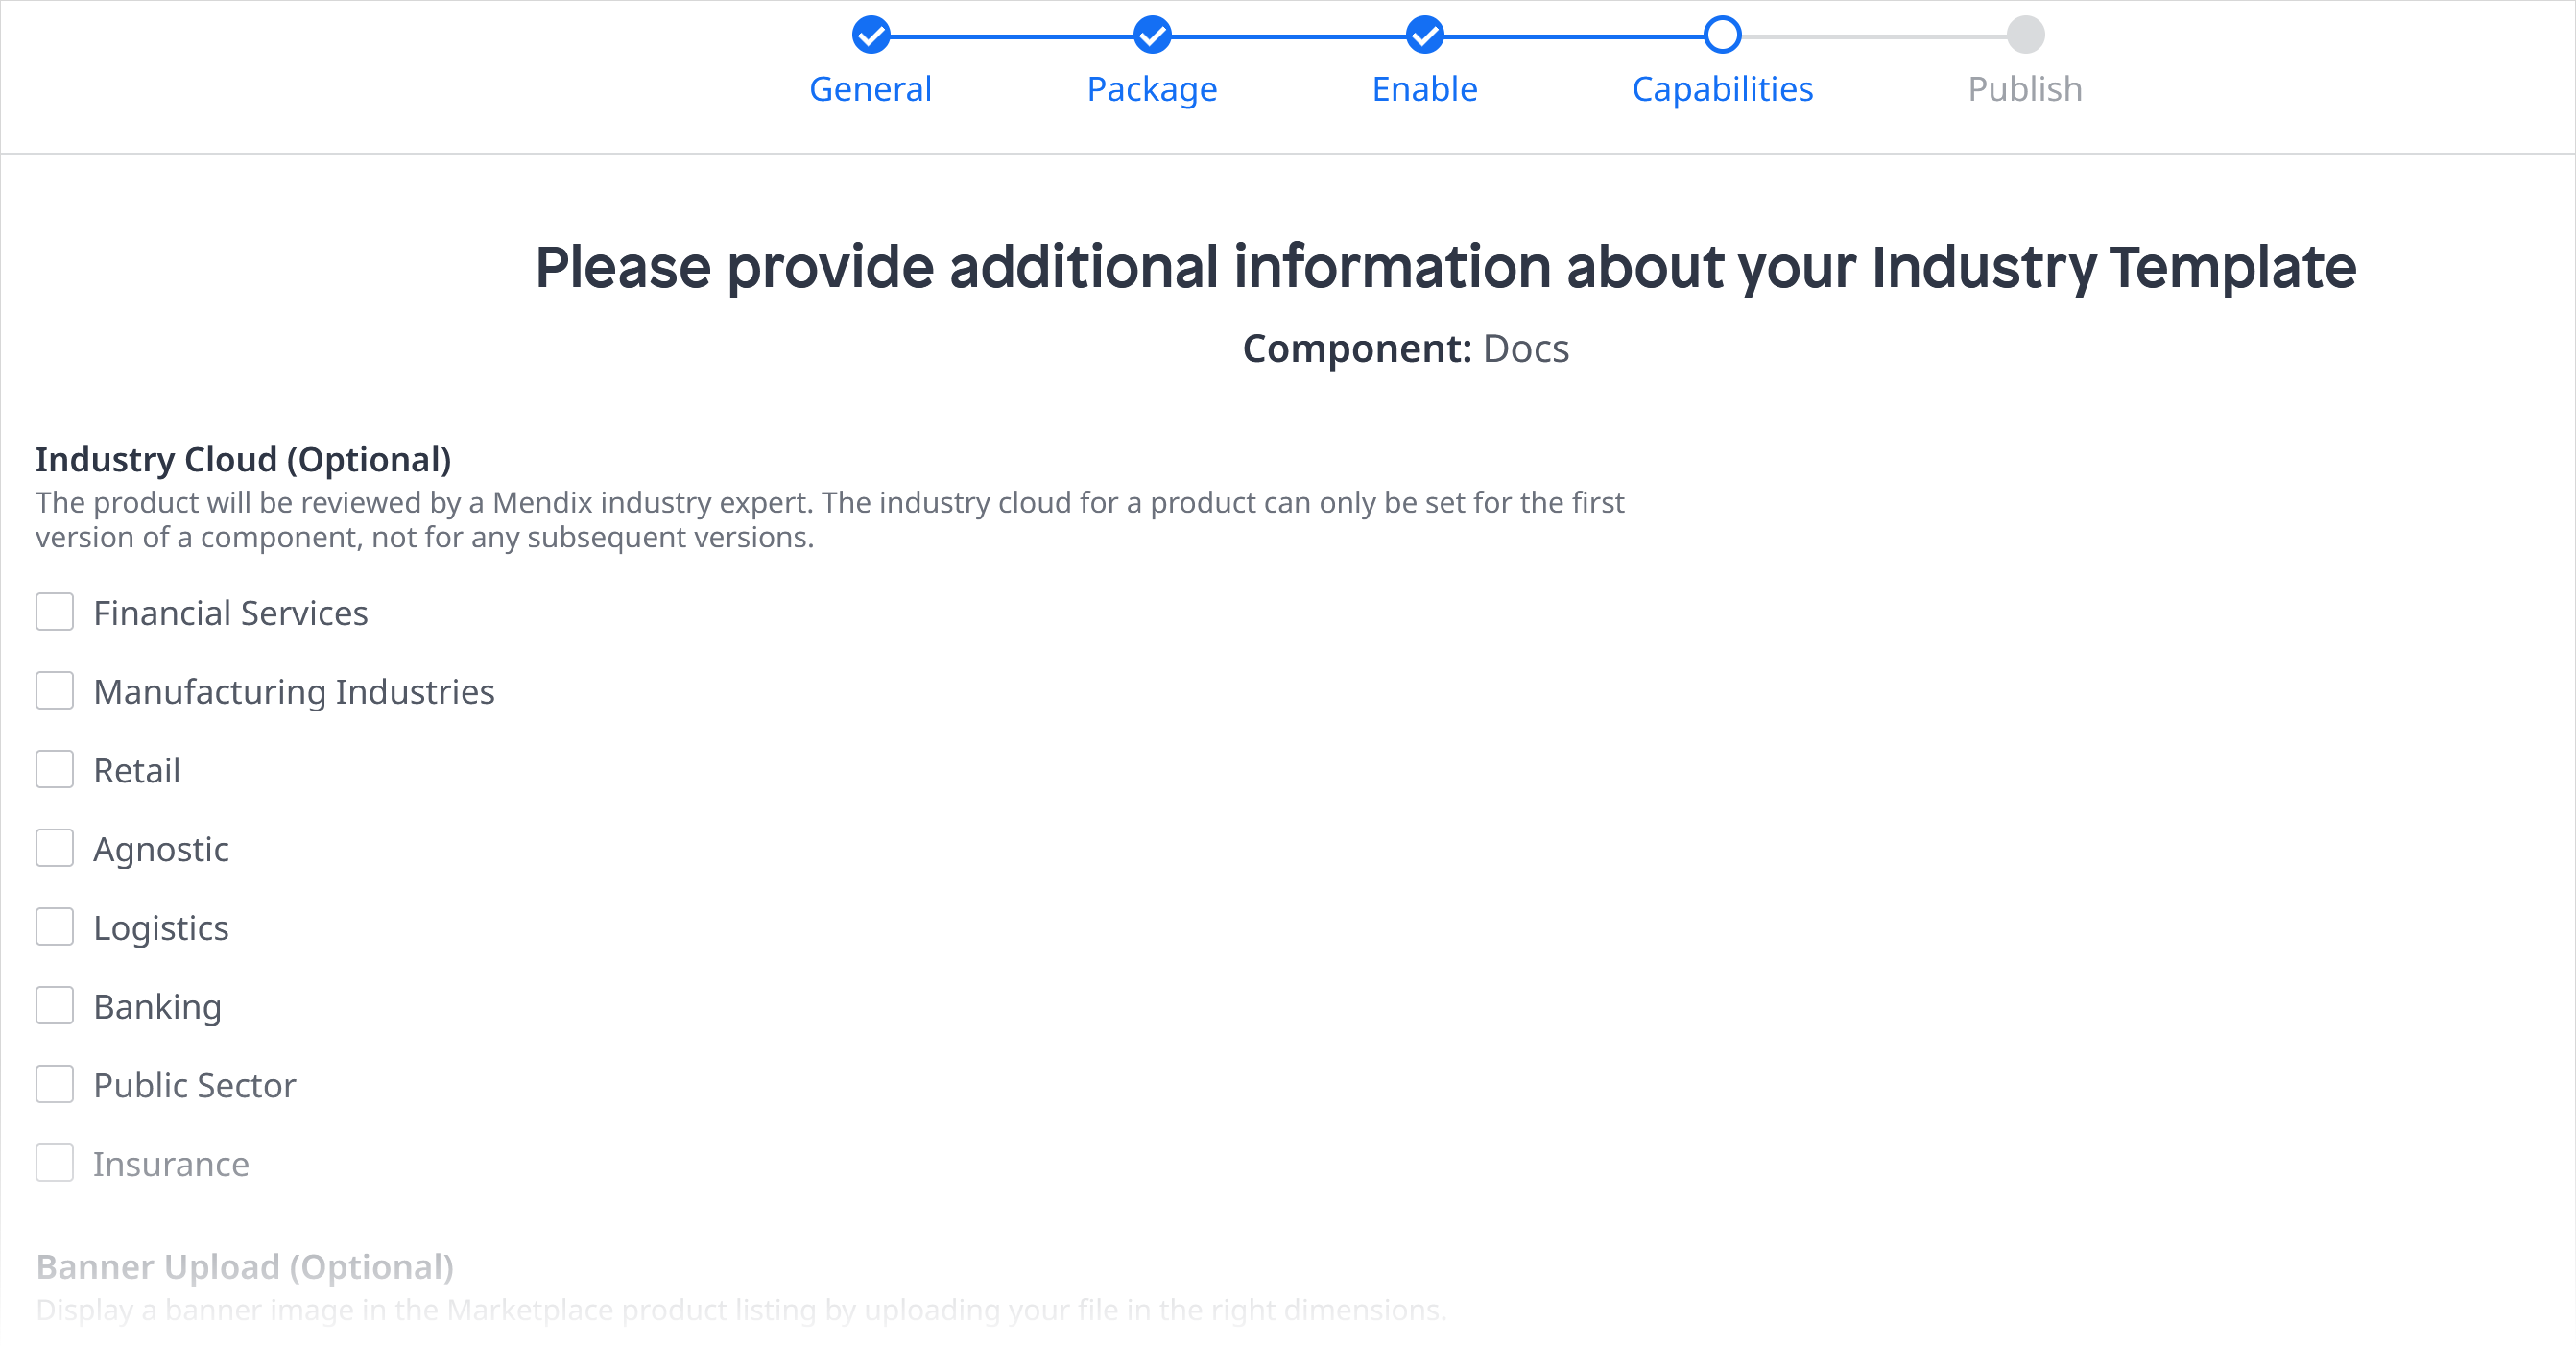 General
Package
Enable
Capabilities
Publish
Please provide additional information about your Industry Template
Component: Docs
Industry Cloud (Optional)
The product will be reviewed by a Mendix industry expert. The industry cloud for a product can only be set for the first
version of a component, not for any subsequent versions.
Financial Services
Manufacturing Industries
Retail
Agnostic
Logistics
Banking
Public Sector
Insurance
Banner Upload (Optional)
Display a banner image in the Marketplace product listing by uploading your file in the right dimensions.